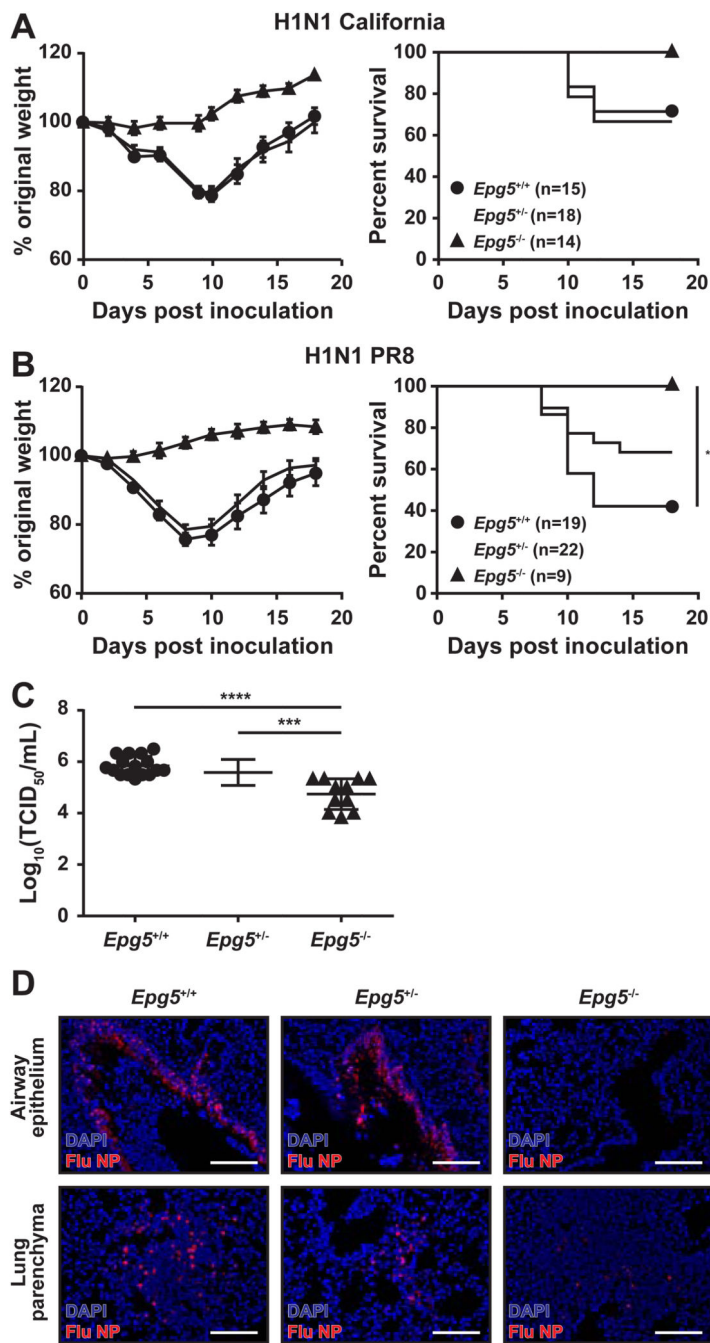 A
H1N1 California
% original weight
120
100
80
60
0 5 10 15 20
Days post inoculation
Percent survival
100
80
60
40
20
0
Epg5+/+ (n=15)
Epg5+/- (n=18)
Epg5-/- (n=14)
0 5 10 15 20
Days post inoculation
B
H1N1 PR8
% original weight
120
100
80
60
0 5 10 15 20
Days post inoculation
Percent survival
100
80
60
40
20
0
*
Epg5+/+ (n=19)
Epg5+/- (n=22)
Epg5-/- (n=9)
0 5 10 15 20
Days post inoculation
C
Log10(TCID50/mL)
8
6
4
2
0
****
***
Epg5+/+ Epg5+/- Epg5-/-
D
Epg5+/+ Epg5+/- Epg5-/-
Airway
epithelium
DAPI
Flu NP
DAPI
Flu NP
DAPI
Flu NP
Lung
parenchyma
DAPI
Flu NP
DAPI
Flu NP
DAPI
Flu NP